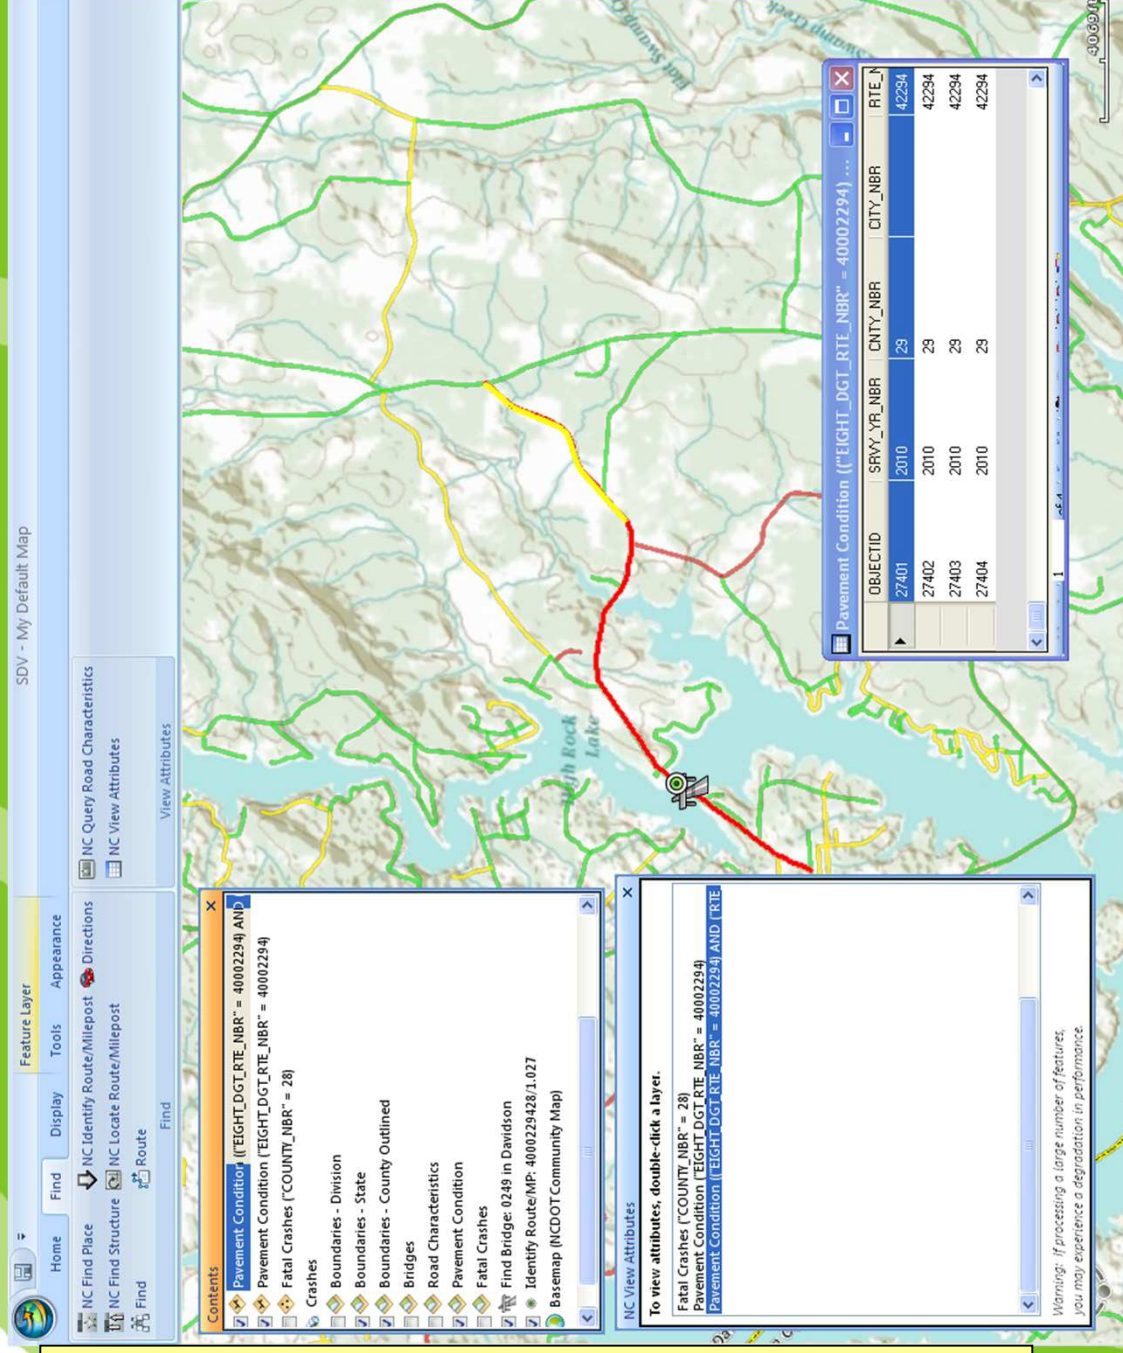 SDV - My Default Map
Feature Layer
Home
Find
Display
Tools
Appearance
NC Find Place
NC Identify Route/Milepost
Directions
NC Find Structure
NC Locate Route/Milepost
Find
Route
Find
NC Query Road Characteristics
NC View Attributes
View Attributes
Contents
Pavement Condition (("EIGHT_DGT_RTE_NBR" = 40002294) AND (
Pavement Condition ("EIGHT_DGT_RTE_NBR" = 40002294)
Fatal Crashes ("COUNTY_NBR" = 28)
Crashes
Boundaries - Division
Boundaries - State
Boundaries - County Outlined
Bridges
Road Characteristics
Pavement Condition
Fatal Crashes
Find Bridge: 0249 in Davidson
Identify Route/MP: 4000229428/1.027
Basemap (NCDOT Community Map)
NC View Attributes
To view attributes, double-click a layer.
Fatal Crashes ("COUNTY_NBR" = 28)
Pavement Condition ("EIGHT_DGT_RTE_NBR" = 40002294)
Pavement Condition (("EIGHT_DGT_RTE_NBR" = 40002294) AND ("RTE
Warning: If processing a large number of features,
you may experience a degradation in performance.
High Rock
Lake
Flat Swamp C
Swamp Creek
Pavement Condition (("EIGHT_DGT_RTE_NBR" = 40002294) ...
OBJECTID SRVY_YR_NBR CNTY_NBR CITY_NBR RTE_N
27401 2010 29 42294
27402 2010 29 42294
27403 2010 29 42294
27404 2010 29 42294
1